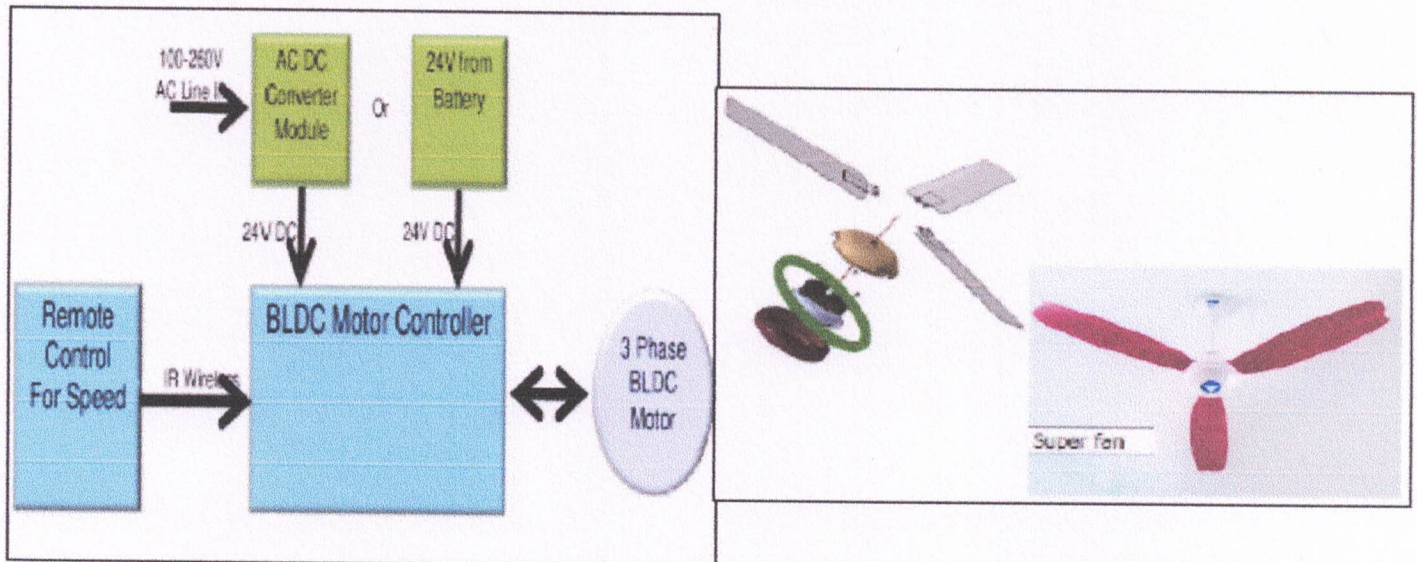 100-260V
AC Line I
AC DC
Converter
Module
Or
24V from
Battery
24V DC
24V DC
Remote
Control
For Speed
IR Wireless
BLDC Motor Controller
3 Phase
BLDC
Motor
Super fan